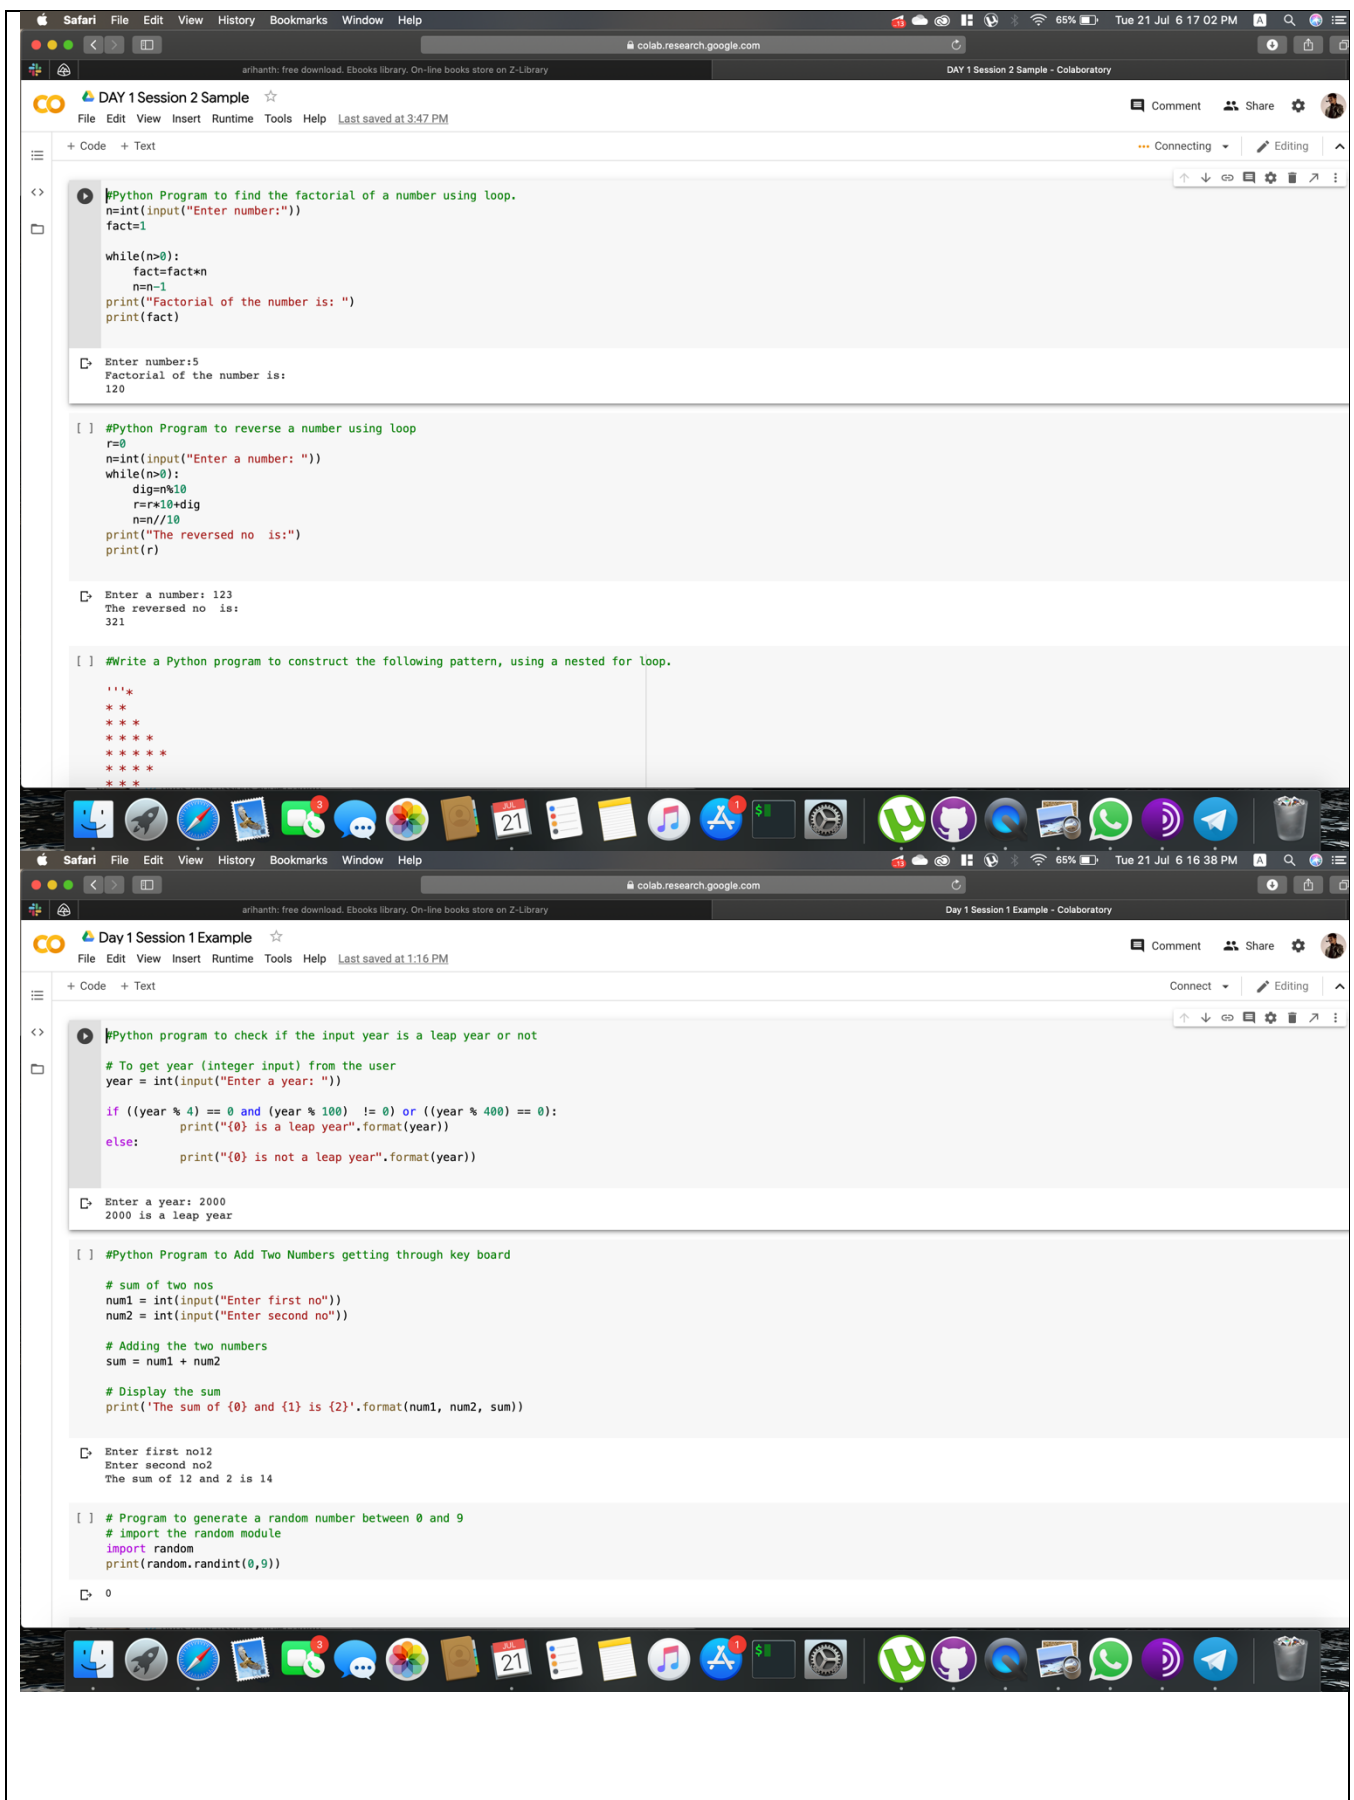 Safari File Edit View History Bookmarks Window Help 65% Tue 21 Jul 6 17 02 PM A
colab.research.google.com
arihanth: free download. Ebooks library. On-line books store on Z-Library DAY 1 Session 2 Sample - Colaboratory
CO DAY 1 Session 2 Sample Comment Share
File Edit View Insert Runtime Tools Help Last saved at 3:47 PM
+ Code + Text Connecting Editing
#Python Program to find the factorial of a number using loop.
n=int(input("Enter number:"))
fact=1
while(n>0):
    fact=fact*n
    n=n-1
print("Factorial of the number is: ")
print(fact)
Enter number:5
Factorial of the number is:
120
[ ] #Python Program to reverse a number using loop
r=0
n=int(input("Enter a number: "))
while(n>0):
    dig=n%10
    r=r*10+dig
    n=n//10
print("The reversed no  is:")
print(r)
Enter a number: 123
The reversed no  is:
321
[ ] #Write a Python program to construct the following pattern, using a nested for loop.
'''*
* *
* * *
* * * *
* * * * *
* * * *
* * *
3 JUL 21 1 $
Safari File Edit View History Bookmarks Window Help 65% Tue 21 Jul 6 16 38 PM A
colab.research.google.com
arihanth: free download. Ebooks library. On-line books store on Z-Library Day 1 Session 1 Example - Colaboratory
CO Day 1 Session 1 Example Comment Share
File Edit View Insert Runtime Tools Help Last saved at 1:16 PM
+ Code + Text Connect Editing
#Python program to check if the input year is a leap year or not
# To get year (integer input) from the user
year = int(input("Enter a year: "))
if ((year % 4) == 0 and (year % 100)  != 0) or ((year % 400) == 0):
           print("{0} is a leap year".format(year))
else:
           print("{0} is not a leap year".format(year))
Enter a year: 2000
2000 is a leap year
[ ] #Python Program to Add Two Numbers getting through key board
# sum of two nos
num1 = int(input("Enter first no"))
num2 = int(input("Enter second no"))
# Adding the two numbers
sum = num1 + num2
# Display the sum
print('The sum of {0} and {1} is {2}'.format(num1, num2, sum))
Enter first no12
Enter second no2
The sum of 12 and 2 is 14
[ ] # Program to generate a random number between 0 and 9
# import the random module
import random
print(random.randint(0,9))
0
3 JUL 21 1 $